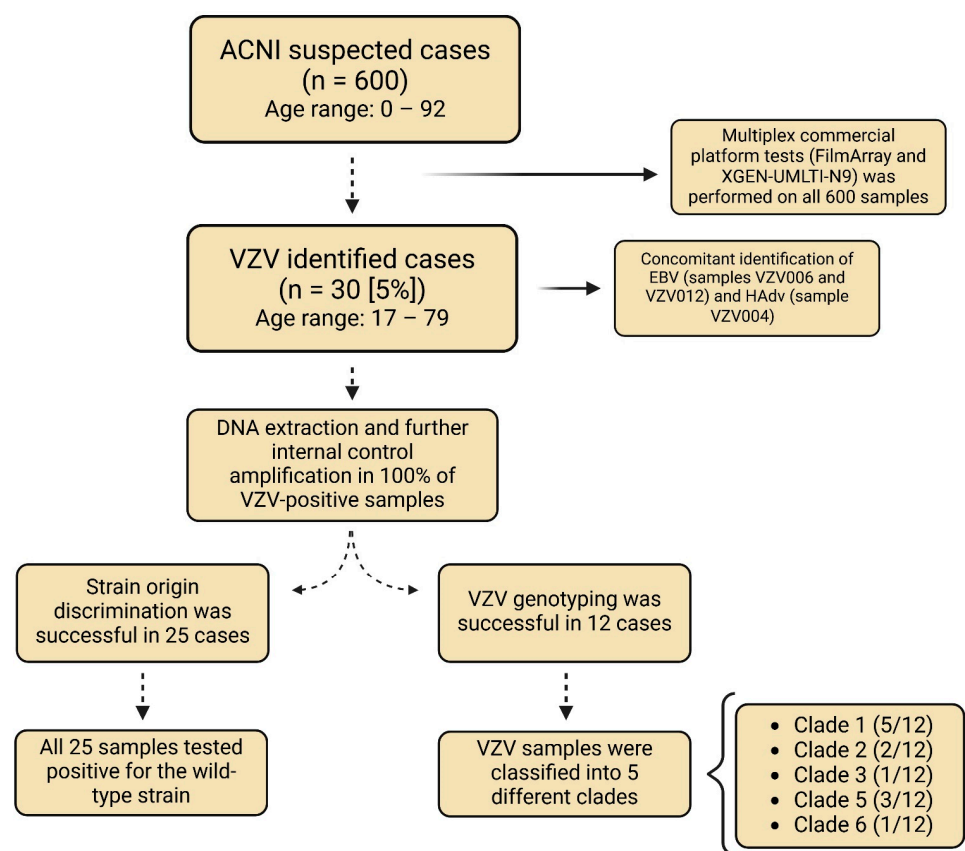 ACNI suspected cases
(n = 600)
Age range: 0 – 92
Multiplex commercial
platform tests (FilmArray and
XGEN-UMLTI-N9) was
performed on all 600 samples
VZV identified cases
(n = 30 [5%])
Age range: 17 – 79
Concomitant identification of
EBV (samples VZV006 and
VZV012) and HAdv (sample
VZV004)
DNA extraction and further
internal control
amplification in 100% of
VZV-positive samples
Strain origin
discrimination was
successful in 25 cases
VZV genotyping was
successful in 12 cases
All 25 samples tested
positive for the wild-
type strain
VZV samples were
classified into 5
different clades
• Clade 1 (5/12)
• Clade 2 (2/12)
• Clade 3 (1/12)
• Clade 5 (3/12)
• Clade 6 (1/12)